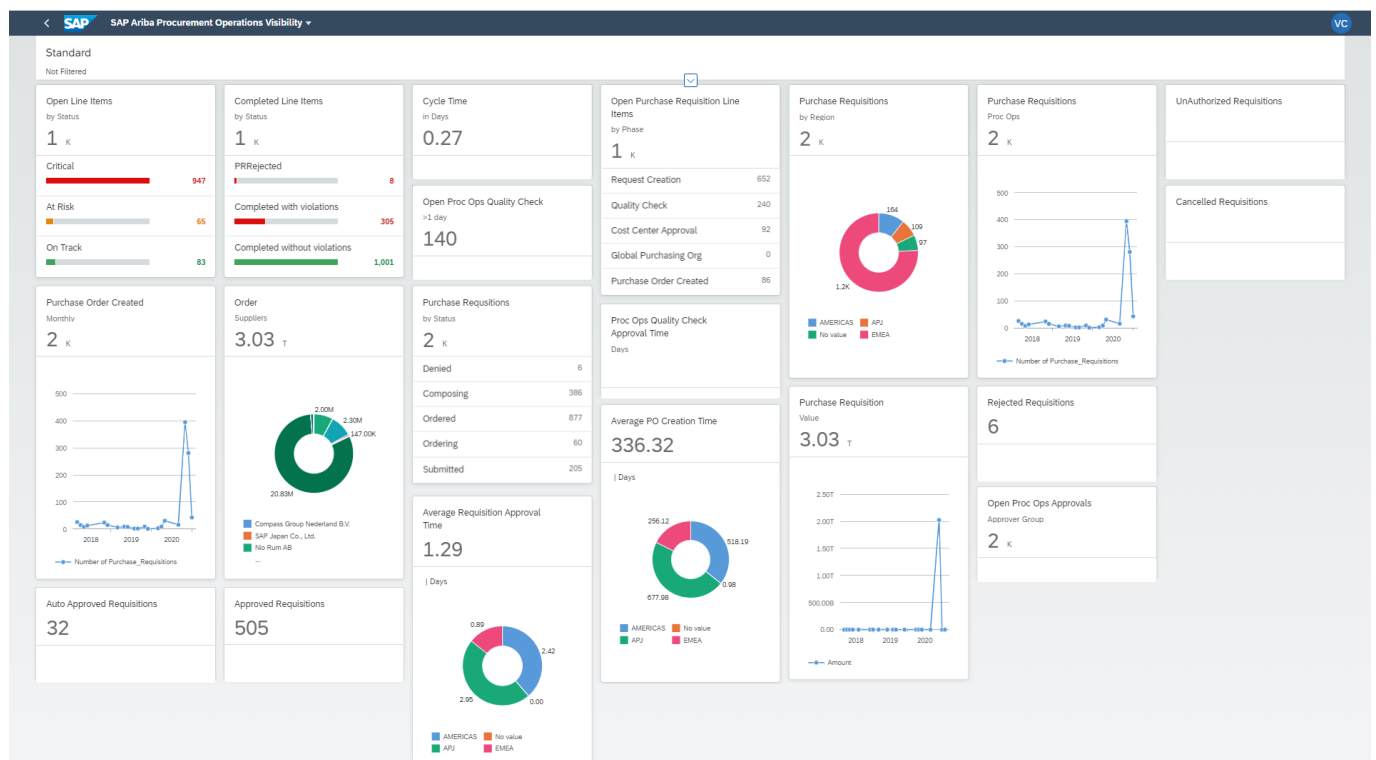 SAP
SAP Ariba Procurement Operations Visibility
VC
Standard
Not Filtered
Open Line Items
by Status
1 K
Critical
947
At Risk
65
On Track
83
Completed Line Items
by Status
1 K
PRRejected
8
Completed with violations
305
Completed without violations
1,001
Cycle Time
in Days
0.27
Open Proc Ops Quality Check
>1 day
140
Open Purchase Requisition Line
Items
by Phase
1 K
Request Creation 652
Quality Check 240
Cost Center Approval 92
Global Purchasing Org 0
Purchase Order Created 86
Purchase Requisitions
by Region
2 K
164
109
97
1.2K
AMERICAS APJ
No value EMEA
Purchase Requisitions
Proc Ops
2 K
500
400
300
200
100
0
2018 2019 2020
Number of Purchase_Requisitions
UnAuthorized Requisitions
Cancelled Requisitions
Purchase Order Created
Monthly
2 K
500
400
300
200
100
0
2018 2019 2020
Number of Purchase_Requisitions
Order
Suppliers
3.03 T
2.00M
2.30M
147.00K
20.83M
Compass Group Nederland B.V.
SAP Japan Co., Ltd.
Nio Rum AB
...
Purchase Requsitions
by Status
2 K
Denied 6
Composing 386
Ordered 877
Ordering 60
Submitted 205
Proc Ops Quality Check
Approval Time
Days
Average PO Creation Time
336.32
| Days
256.12
518.19
0.98
677.98
AMERICAS No value
APJ EMEA
Purchase Requisition
Value
3.03 T
2.50T
2.00T
1.50T
1.00T
500.00B
0.00
2018 2019 2020
Amount
Rejected Requisitions
6
Open Proc Ops Approvals
Approver Group
2 K
Average Requisition Approval
Time
1.29
| Days
0.89
2.42
2.95
0.00
AMERICAS No value
APJ EMEA
Auto Approved Requisitions
32
Approved Requisitions
505